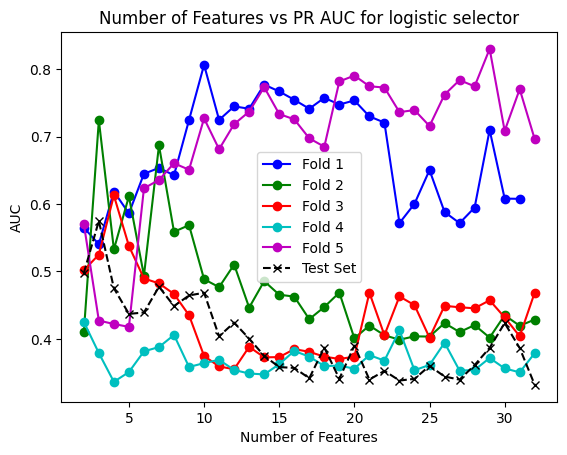 Number of Features vs PR AUC for logistic selector
AUC
0.8
0.7
0.6
0.5
0.4
Fold 1
Fold 2
Fold 3
Fold 4
Fold 5
Test Set
5 10 15 20 25 30
Number of Features